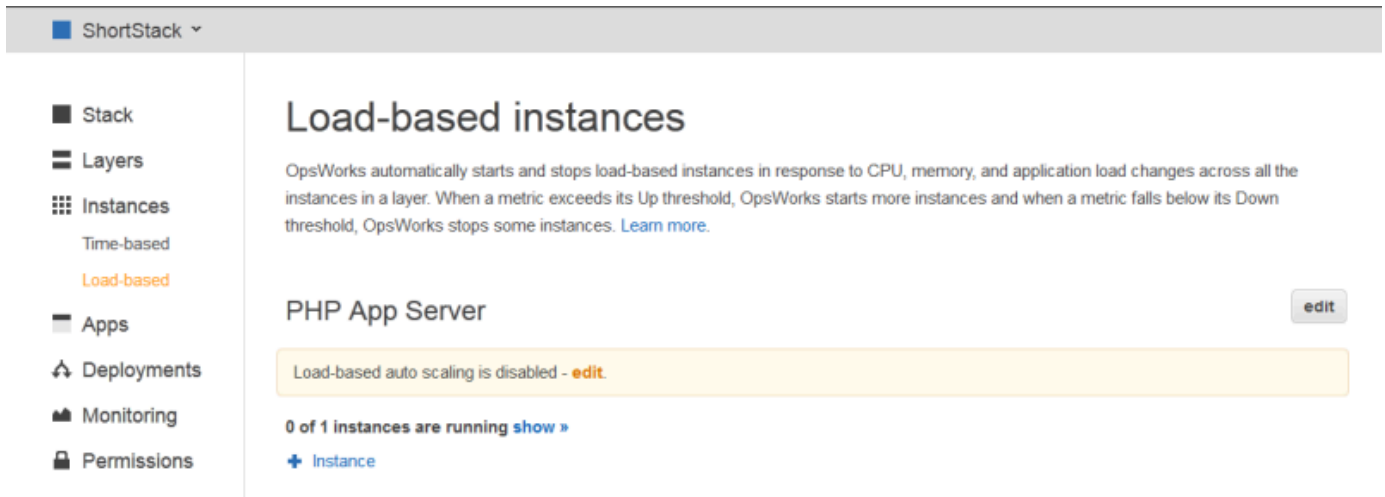 ShortStack
Stack
Layers
Instances
Time-based
Load-based
Apps
Deployments
Monitoring
Permissions
Load-based instances
OpsWorks automatically starts and stops load-based instances in response to CPU, memory, and application load changes across all the
instances in a layer. When a metric exceeds its Up threshold, OpsWorks starts more instances and when a metric falls below its Down
threshold, OpsWorks stops some instances. Learn more.
PHP App Server
edit
Load-based auto scaling is disabled - edit.
0 of 1 instances are running show »
+ Instance